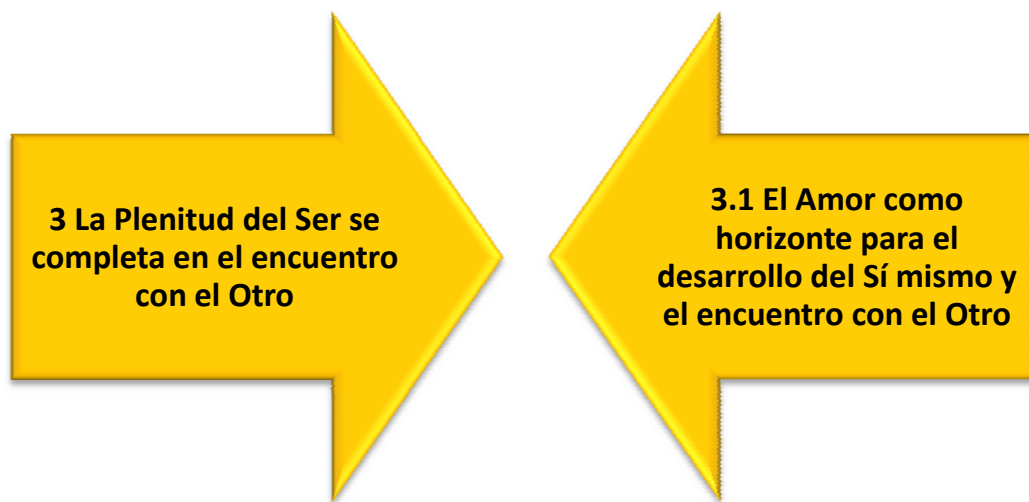 3 La Plenitud del Ser se
completa en el encuentro
con el Otro
3.1 El Amor como
horizonte para el
desarrollo del Sí mismo y
el encuentro con el Otro